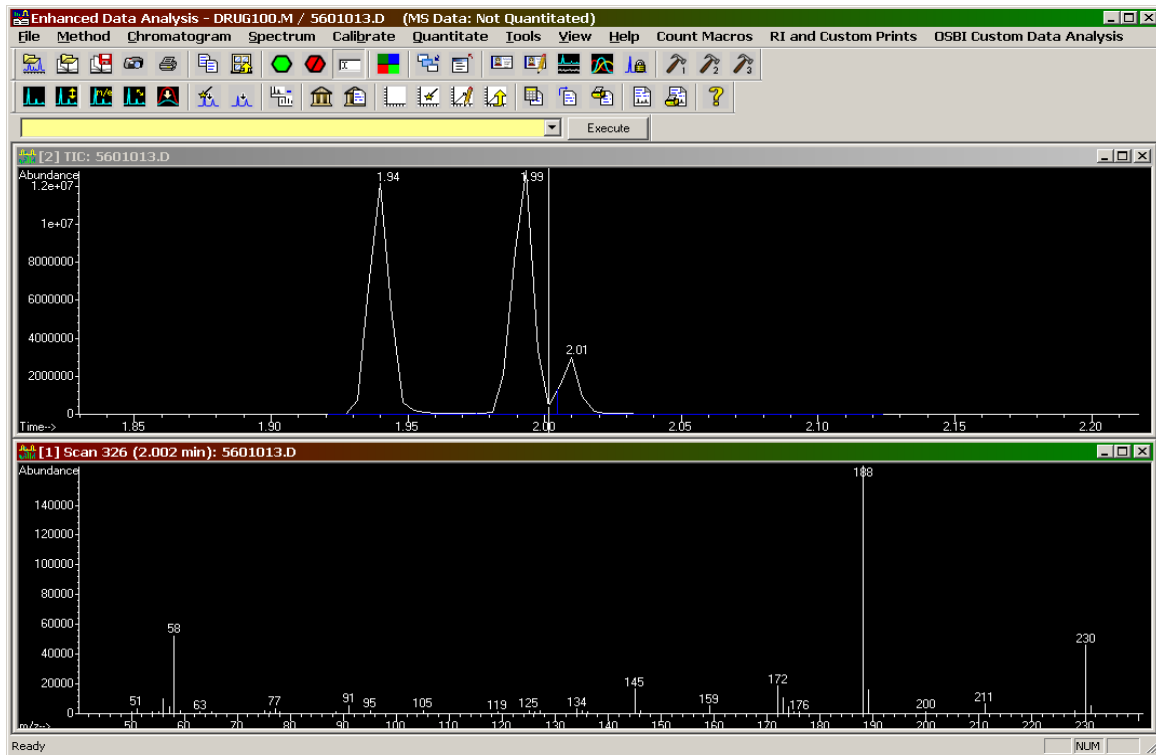 Enhanced Data Analysis - DRUG100.M / 5601013.D (MS Data: Not Quantitated)
File Method Chromatogram Spectrum Calibrate Quantitate Tools View Help Count Macros RI and Custom Prints OSBI Custom Data Analysis
Execute
[2] TIC: 5601013.D
Abundance
1.2e+07
1.94
1.99
1e+07
8000000
6000000
4000000
2.01
2000000
0
Time--> 1.85 1.90 1.95 2.00 2.05 2.10 2.15 2.20
[1] Scan 326 (2.002 min): 5601013.D
Abundance
188
140000
120000
100000
80000
60000
58
230
40000
145
172
20000
51 63 77 91 95 105 119 125 134 159 176 200 211
0
m/z--> 50 60 70 80 90 100 110 120 130 140 150 160 170 180 190 200 210 220 230
Ready
NUM